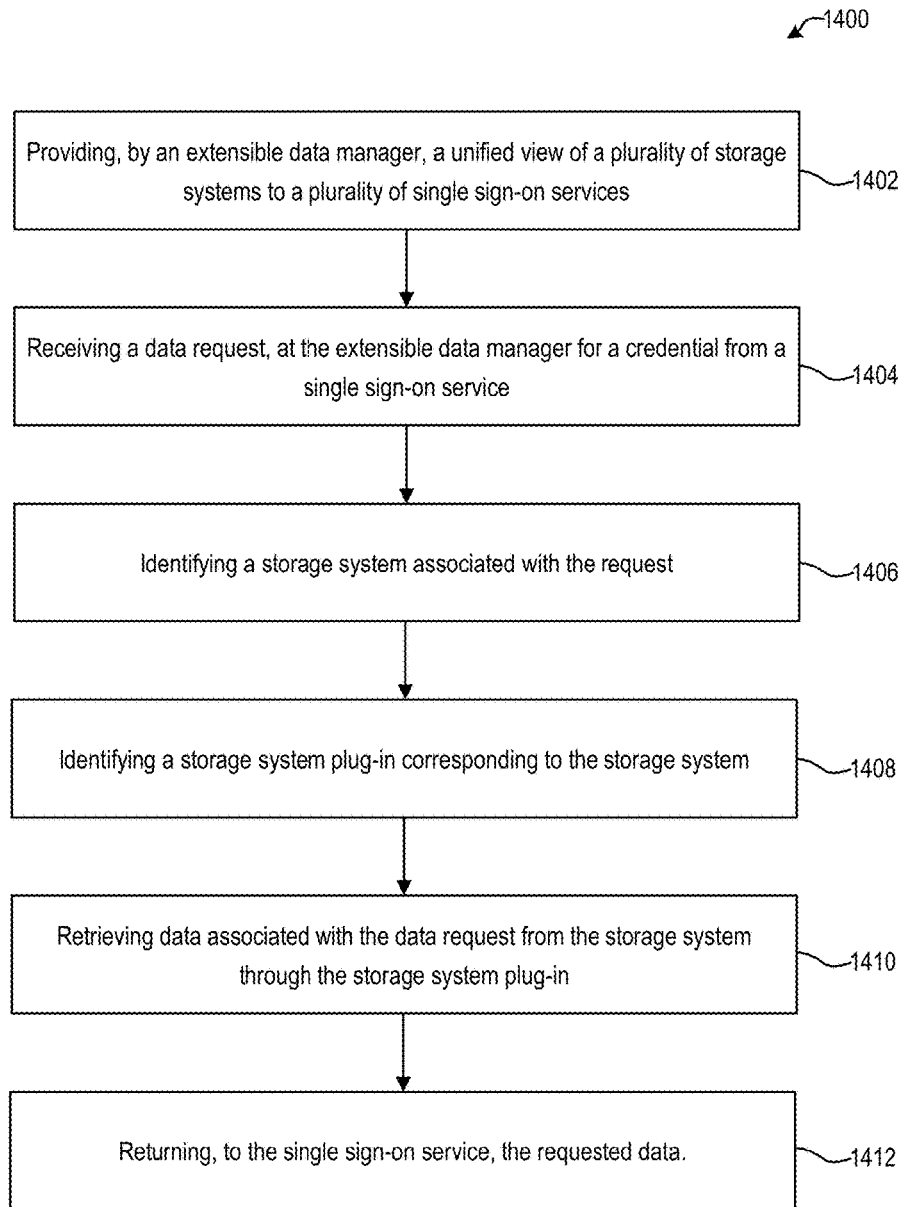 1400
Providing, by an extensible data manager, a unified view of a plurality of storage
systems to a plurality of single sign-on services
1402
Receiving a data request, at the extensible data manager for a credential from a
single sign-on service
1404
Identifying a storage system associated with the request
1406
Identifying a storage system plug-in corresponding to the storage system
1408
Retrieving data associated with the data request from the storage system
through the storage system plug-in
1410
Returning, to the single sign-on service, the requested data.
1412